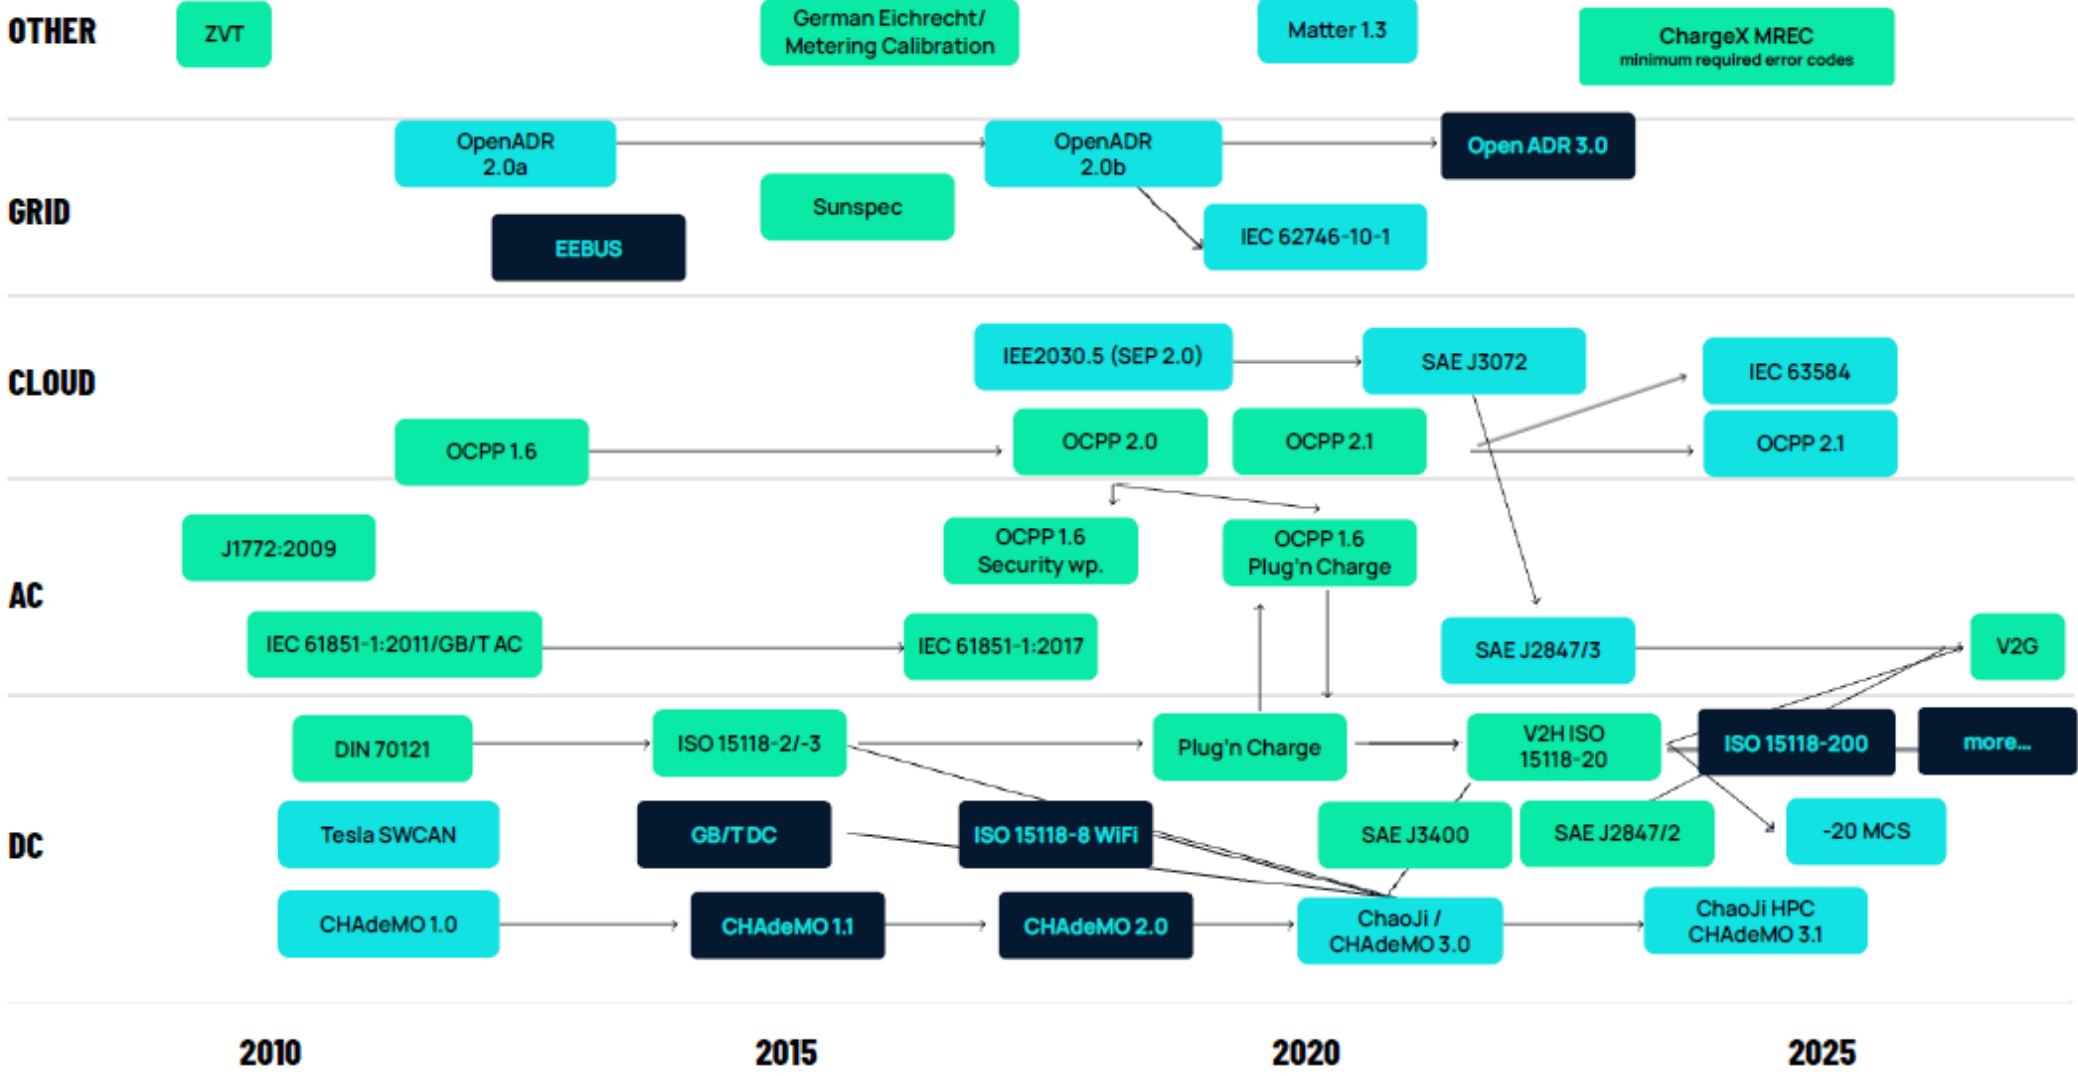 OTHER
ZVT
German Eichrecht/
Metering Calibration
Matter 1.3
ChargeX MREC
minimum required error codes
GRID
OpenADR
2.0a
OpenADR
2.0b
Open ADR 3.0
EEBUS
Sunspec
IEC 62746-10-1
CLOUD
IEE2030.5 (SEP 2.0)
SAE J3072
IEC 63584
OCPP 1.6
OCPP 2.0
OCPP 2.1
OCPP 2.1
AC
J1772:2009
OCPP 1.6
Security wp.
OCPP 1.6
Plug'n Charge
IEC 61851-1:2011/GB/T AC
IEC 61851-1:2017
SAE J2847/3
V2G
DC
DIN 70121
ISO 15118-2/-3
Plug'n Charge
V2H ISO
15118-20
ISO 15118-200
more...
Tesla SWCAN
GB/T DC
ISO 15118-8 WiFi
SAE J3400
SAE J2847/2
-20 MCS
CHAdeMO 1.0
CHAdeMO 1.1
CHAdeMO 2.0
ChaoJi /
CHAdeMO 3.0
ChaoJi HPC
CHAdeMO 3.1
2010
2015
2020
2025